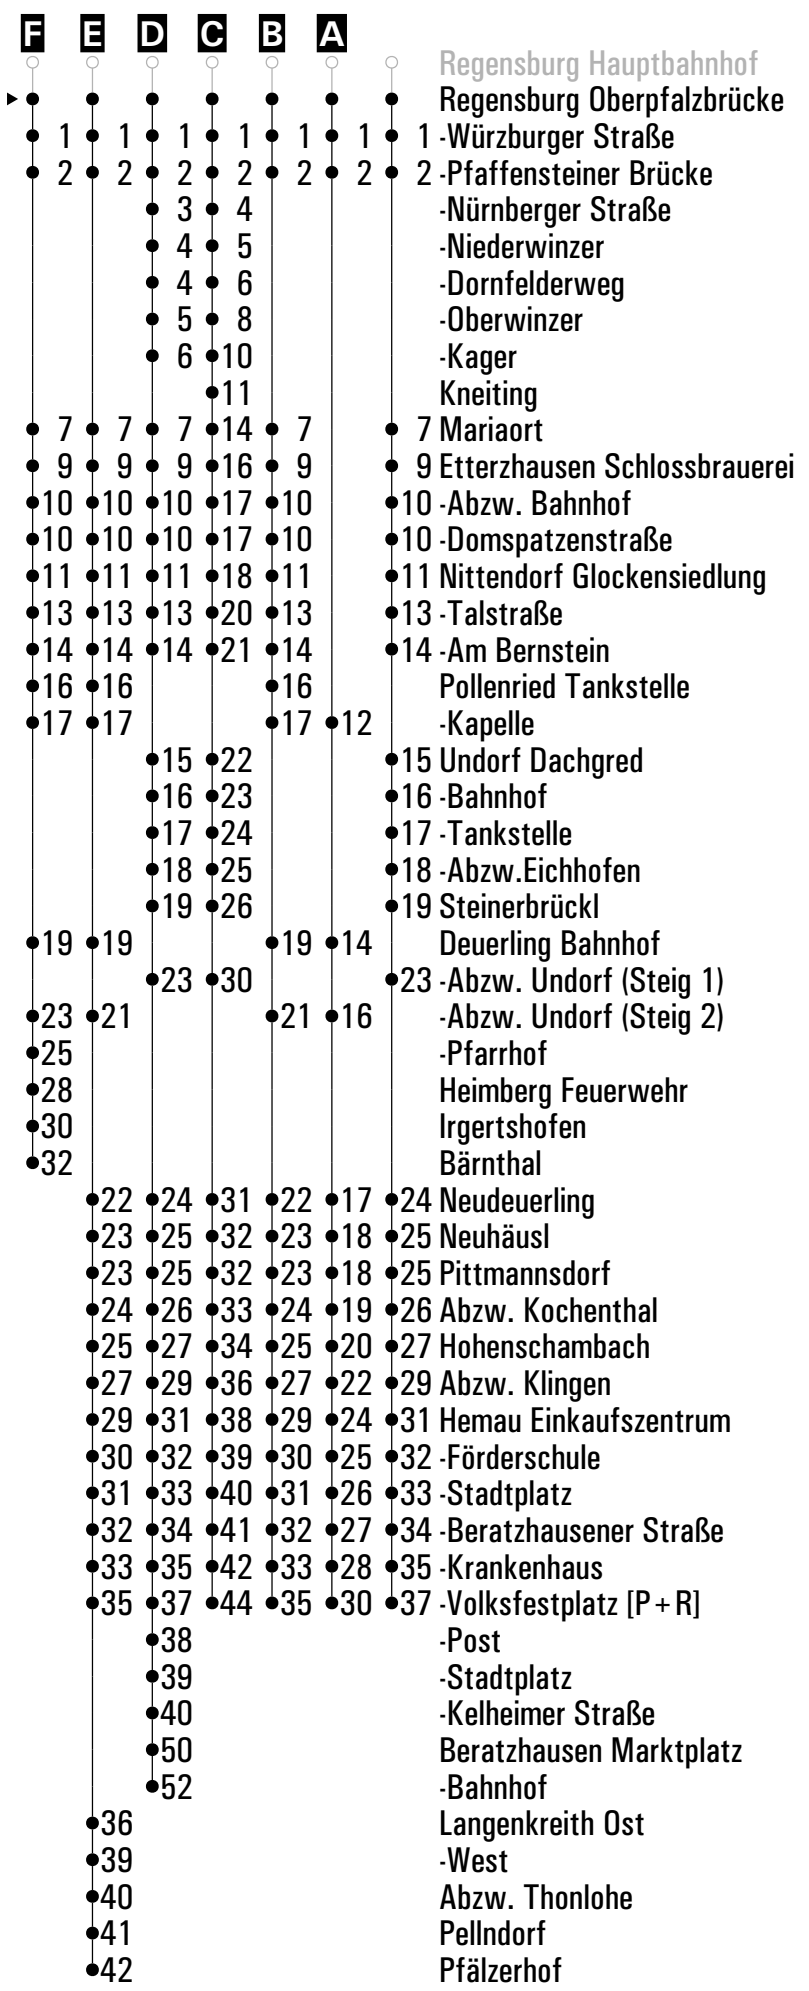 F E D C B A
Regensburg Hauptbahnhof
Regensburg Oberpfalzbrücke
1 1 1 1 1 1 1 -Würzburger Straße
2 2 2 2 2 2 2 -Pfaffensteiner Brücke
3 4 -Nürnberger Straße
4 5 -Niederwinzer
4 6 -Dornfelderweg
5 8 -Oberwinzer
6 10 -Kager
11 Kneiting
7 7 7 14 7 7 Mariaort
9 9 9 16 9 9 Etterzhausen Schlossbrauerei
10 10 10 17 10 10 -Abzw. Bahnhof
10 10 10 17 10 10 -Domspatzenstraße
11 11 11 18 11 11 Nittendorf Glockensiedlung
13 13 13 20 13 13 -Talstraße
14 14 14 21 14 14 -Am Bernstein
16 16 16 Pollenried Tankstelle
17 17 17 12 -Kapelle
15 22 15 Undorf Dachgred
16 23 16 -Bahnhof
17 24 17 -Tankstelle
18 25 18 -Abzw.Eichhofen
19 26 19 Steinerbrückl
19 19 19 14 Deuerling Bahnhof
23 30 23 -Abzw. Undorf (Steig 1)
23 21 21 16 -Abzw. Undorf (Steig 2)
25 -Pfarrhof
28 Heimberg Feuerwehr
30 Irgertshofen
32 Bärnthal
22 24 31 22 17 24 Neudeuerling
23 25 32 23 18 25 Neuhäusl
23 25 32 23 18 25 Pittmannsdorf
24 26 33 24 19 26 Abzw. Kochenthal
25 27 34 25 20 27 Hohenschambach
27 29 36 27 22 29 Abzw. Klingen
29 31 38 29 24 31 Hemau Einkaufszentrum
30 32 39 30 25 32 -Förderschule
31 33 40 31 26 33 -Stadtplatz
32 34 41 32 27 34 -Beratzhausener Straße
33 35 42 33 28 35 -Krankenhaus
35 37 44 35 30 37 -Volksfestplatz [P+R]
38 -Post
39 -Stadtplatz
40 -Kelheimer Straße
50 Beratzhausen Marktplatz
52 -Bahnhof
36 Langenkreith Ost
39 -West
40 Abzw. Thonlohe
41 Pellndorf
42 Pfälzerhof